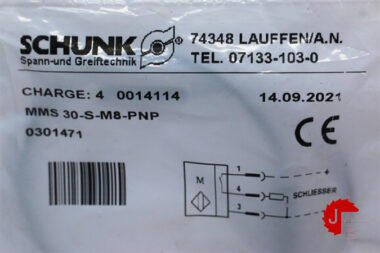 SCHUNK
Spann-und Greiftechnik
74348 LAUFFEN/A.N.
TEL. 07133-103-0
CHARGE: 4 0014114
14.09.2021
MMS 30-S-M8-PNP
0301471
CE
M
1
+
4
SCHLIESSER
3
-
J